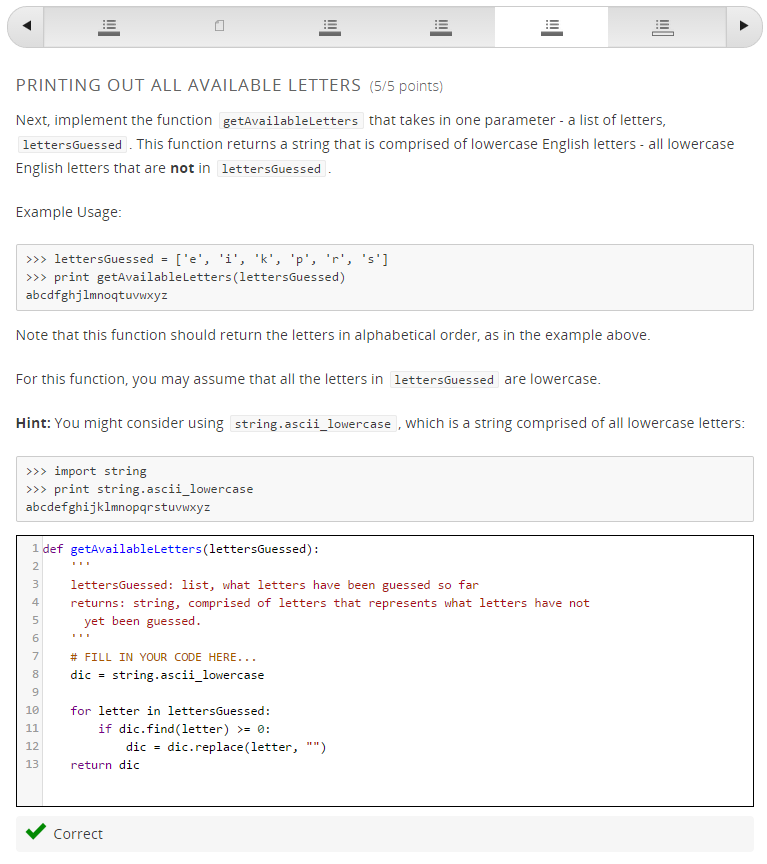 PRINTING OUT ALL AVAILABLE LETTERS (5/5 points)
Next, implement the function getAvailableLetters that takes in one parameter - a list of letters,
lettersGuessed . This function returns a string that is comprised of lowercase English letters - all lowercase
English letters that are not in lettersGuessed .
Example Usage:
>>> lettersGuessed = ['e', 'i', 'k', 'p', 'r', 's']
>>> print getAvailableLetters(lettersGuessed)
abcdfghjlmnoqtuvwxyz
Note that this function should return the letters in alphabetical order, as in the example above.
For this function, you may assume that all the letters in lettersGuessed are lowercase.
Hint: You might consider using string.ascii_lowercase , which is a string comprised of all lowercase letters:
>>> import string
>>> print string.ascii_lowercase
abcdefghijklmnopqrstuvwxyz
1 def getAvailableLetters(lettersGuessed):
2     '''
3     lettersGuessed: list, what letters have been guessed so far
4     returns: string, comprised of letters that represents what letters have not
5       yet been guessed.
6     '''
7     # FILL IN YOUR CODE HERE...
8     dic = string.ascii_lowercase
9
10     for letter in lettersGuessed:
11         if dic.find(letter) >= 0:
12             dic = dic.replace(letter, "")
13     return dic
Correct